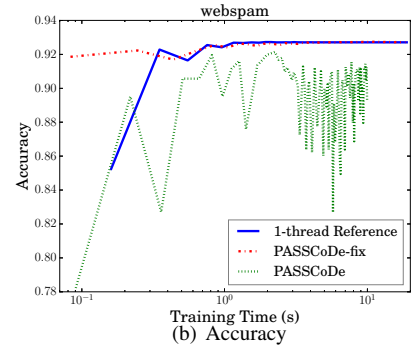 webspam
0.94
0.92
0.90
0.88
0.86
0.84
0.82
0.80
0.78
Accuracy
1-thread Reference
PASSCoDe-fix
PASSCoDe
10⁻¹ 10⁰ 10¹
Training Time (s)
(b) Accuracy